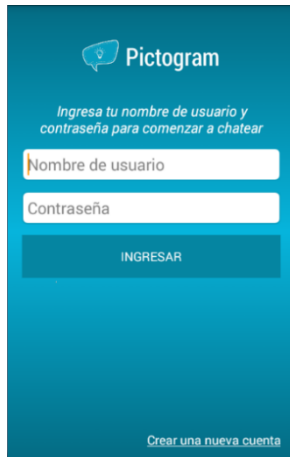 Pictogram
Ingresa tu nombre de usuario y
contraseña para comenzar a chatear
Nombre de usuario
Contraseña
INGRESAR
Crear una nueva cuenta